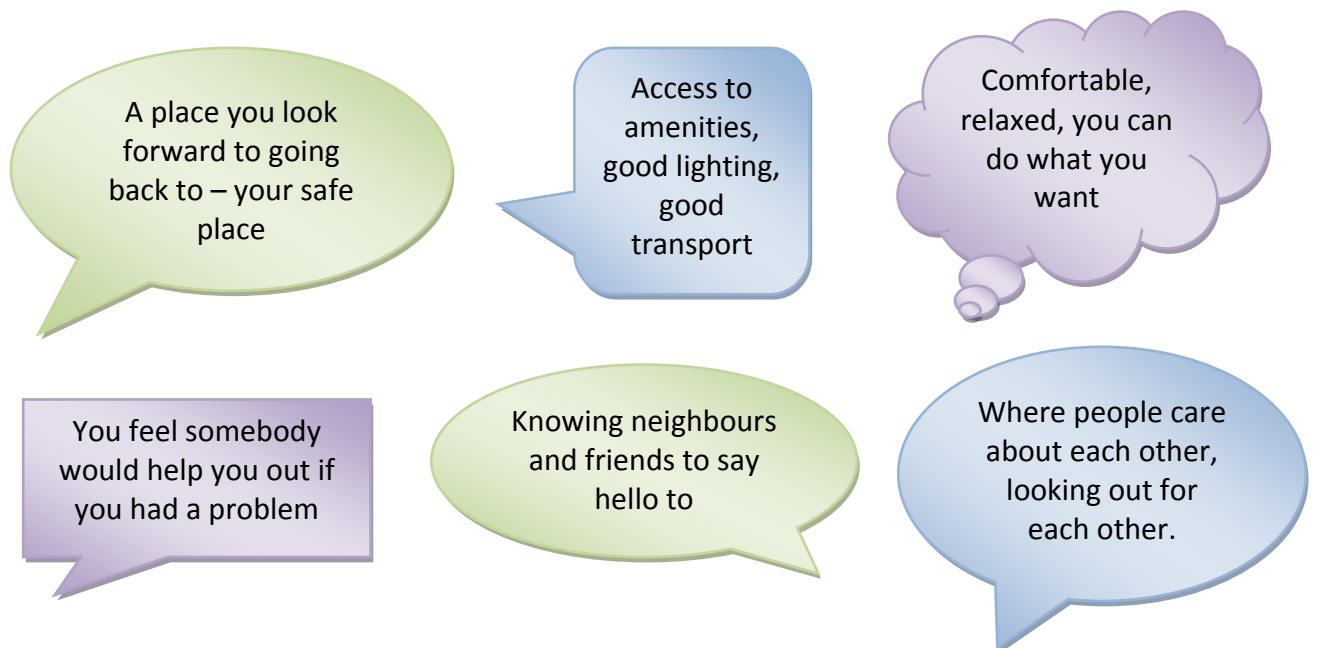 A place you look
forward to going
back to – your safe
place
Access to
amenities,
good lighting,
good
transport
Comfortable,
relaxed, you can
do what you
want
You feel somebody
would help you out if
you had a problem
Knowing neighbours
and friends to say
hello to
Where people care
about each other,
looking out for
each other.